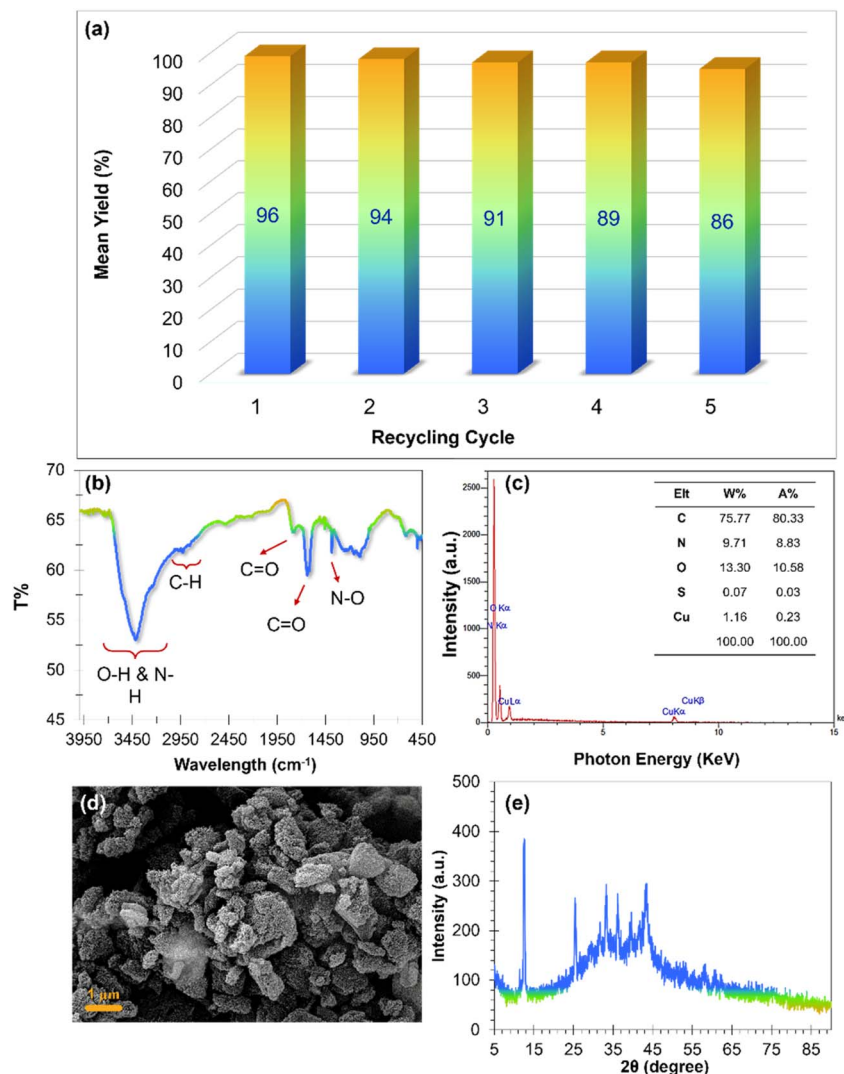 (a)
100
90
80
70
60
50
40
30
20
10
0
Mean Yield (%)
96
94
91
89
86
1
2
3
4
5
Recycling Cycle
(b)
70
65
60
55
50
45
T%
C-H
C=O
C=O
N-O
O-H & N-
H
3950 3450 2950 2450 1950 1450 950 450
Wavelength (cm-1)
(c)
2500
2000
1500
1000
500
0
Intensity (a.u.)
O Kα
N Kα
CuLα
CuKβ
CuKα
Elt W% A%
C 75.77 80.33
N 9.71 8.83
O 13.30 10.58
S 0.07 0.03
Cu 1.16 0.23
100.00 100.00
0 5 10 15
Photon Energy (KeV)
(d)
1 µm
(e)
500
400
300
200
100
0
Intensity (a.u.)
5 15 25 35 45 55 65 75 85
2θ (degree)